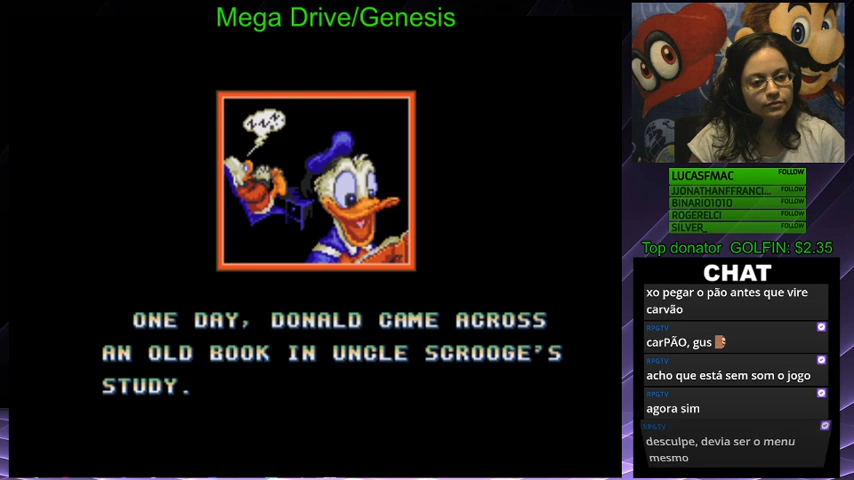 Mega Drive/Genesis
ZZZ
ONE DAY, DONALD CAME ACROSS
AN OLD BOOK IN UNCLE SCROOGE'S
STUDY.
LUCASFMAC FOLLOW
JJONATHANFFRANCI... FOLLOW
BINARIO1010 FOLLOW
ROGERELCI FOLLOW
SILVER_ FOLLOW
Top donator GOLFIN: $2.35
CHAT
xo pegar o pão antes que vire
carvão
RPGTV
carPÃO, gus
RPGTV
acho que está sem som o jogo
RPGTV
agora sim
RPGTV
desculpe, devia ser o menu
mesmo